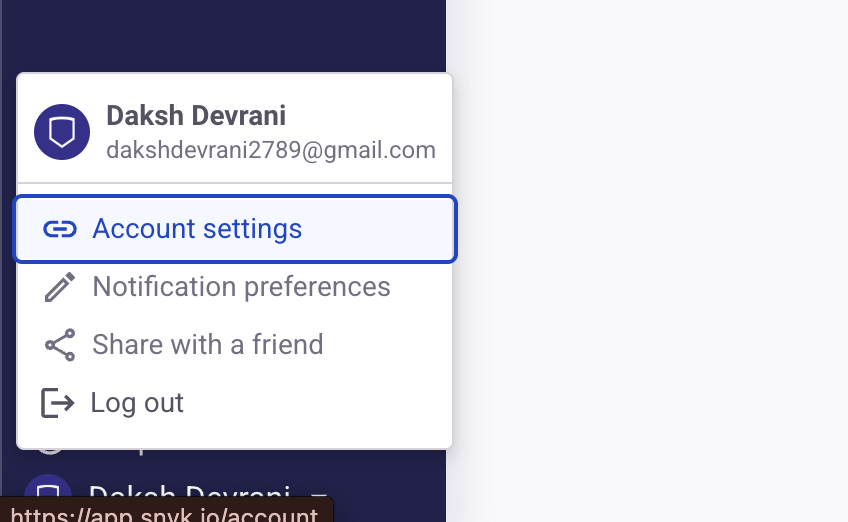 Daksh Devrani
dakshdevrani2789@gmail.com
Account settings
Notification preferences
Share with a friend
Log out
Daksh Devrani
https://app.snyk.io/account